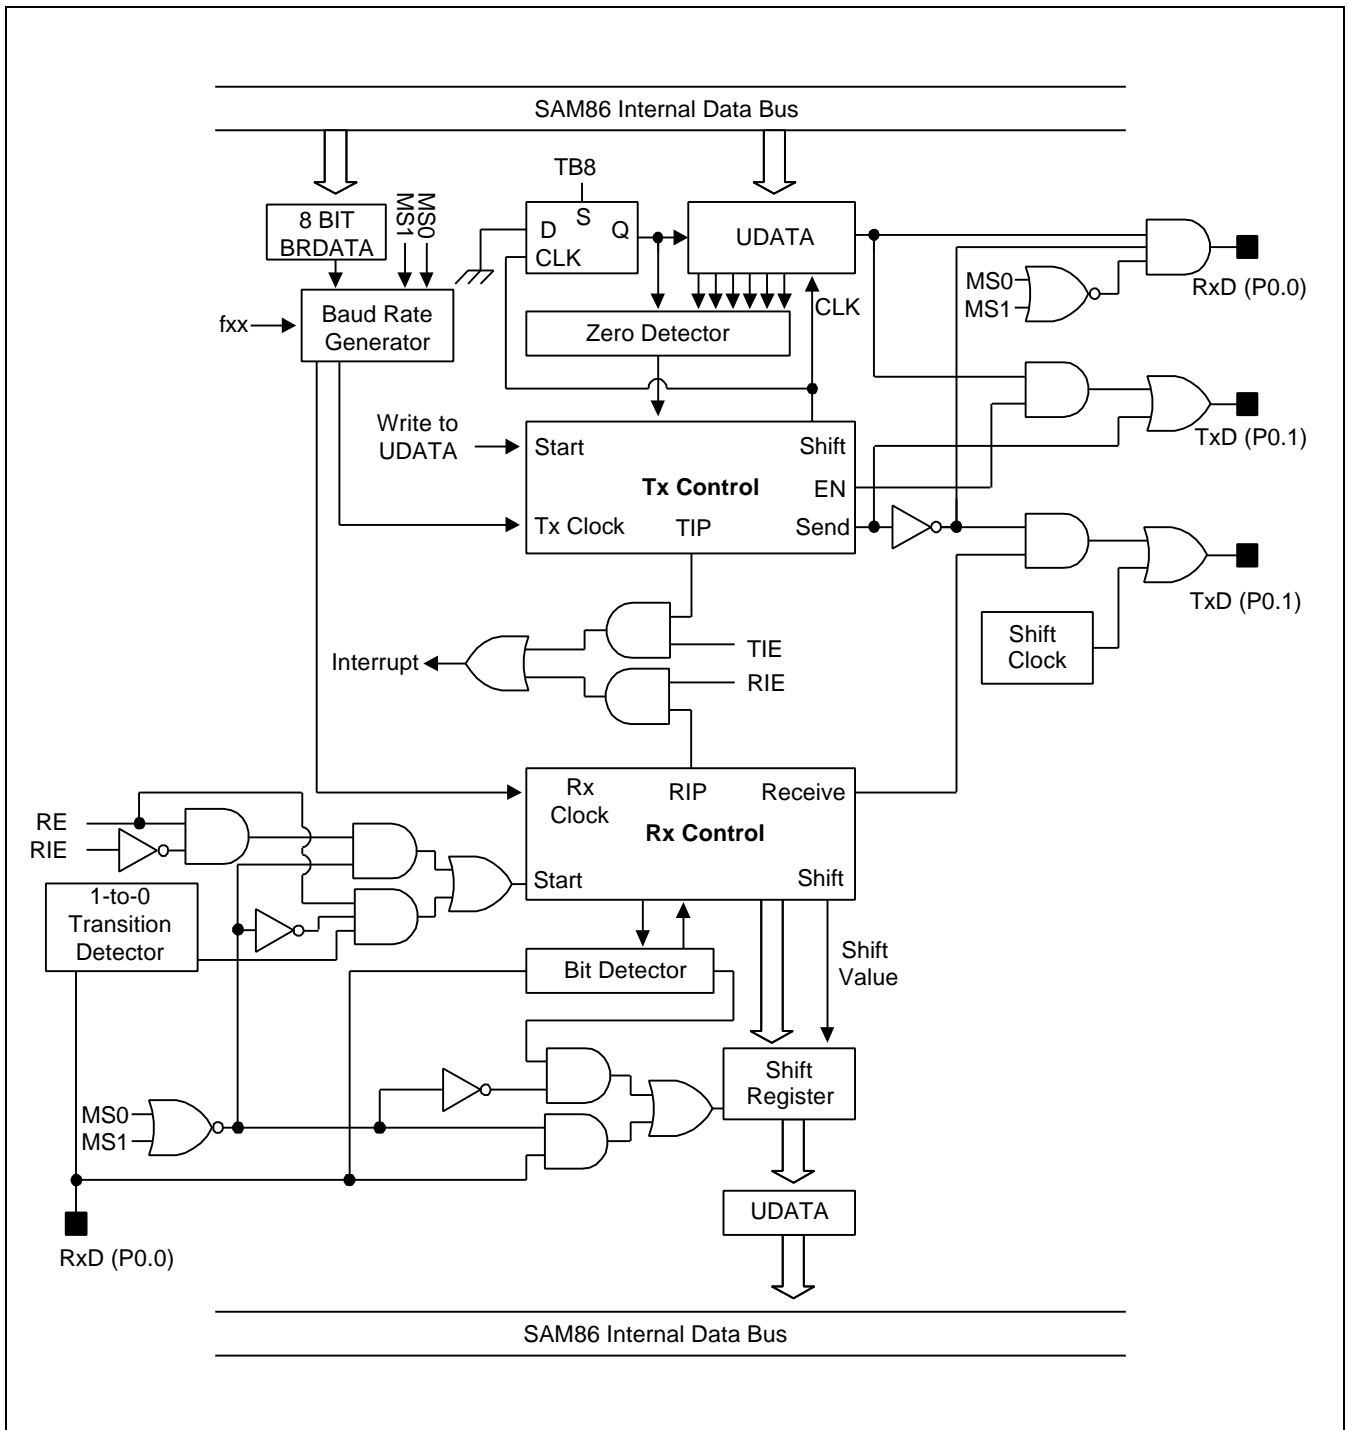 SAM86 Internal Data Bus
TB8
8 BIT
BRDATA
MS1
MS0
D
S
Q
CLK
UDATA
MS0
MS1
RxD (P0.0)
CLK
fxx
Baud Rate
Generator
Zero Detector
Write to
UDATA
Start
Shift
Tx Control
EN
Tx Clock
TIP
Send
TxD (P0.1)
TxD (P0.1)
Shift
Clock
Interrupt
TIE
RIE
Rx
Clock
RIP
Receive
Rx Control
Start
Shift
RE
RIE
1-to-0
Transition
Detector
Bit Detector
Shift
Value
Shift
Register
MS0
MS1
UDATA
RxD (P0.0)
SAM86 Internal Data Bus